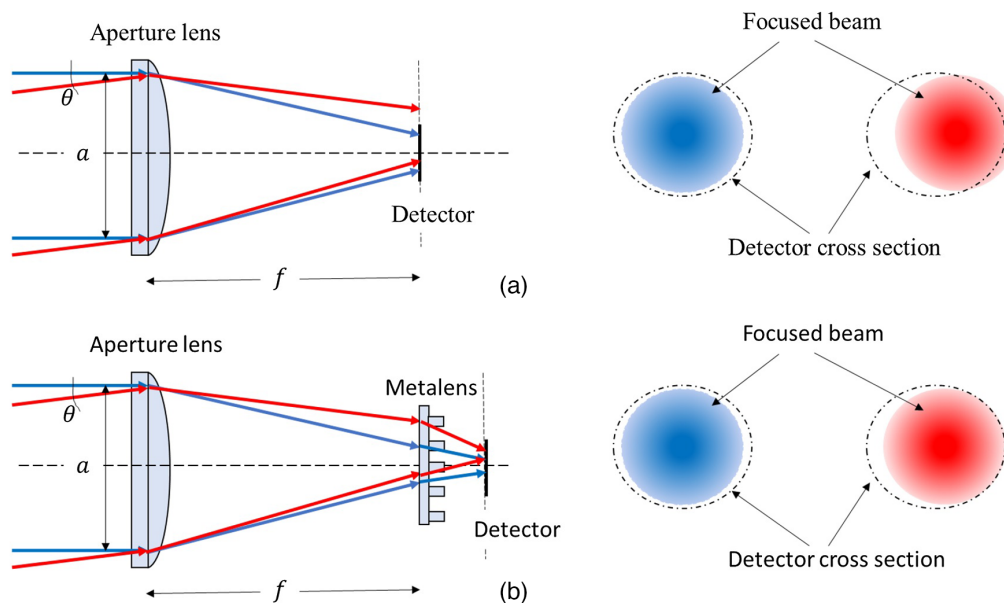 Aperture lens
Focused beam
θ
a
Detector
Detector cross section
f
(a)
Aperture lens
Focused beam
Metalens
θ
a
Detector
Detector cross section
f
(b)